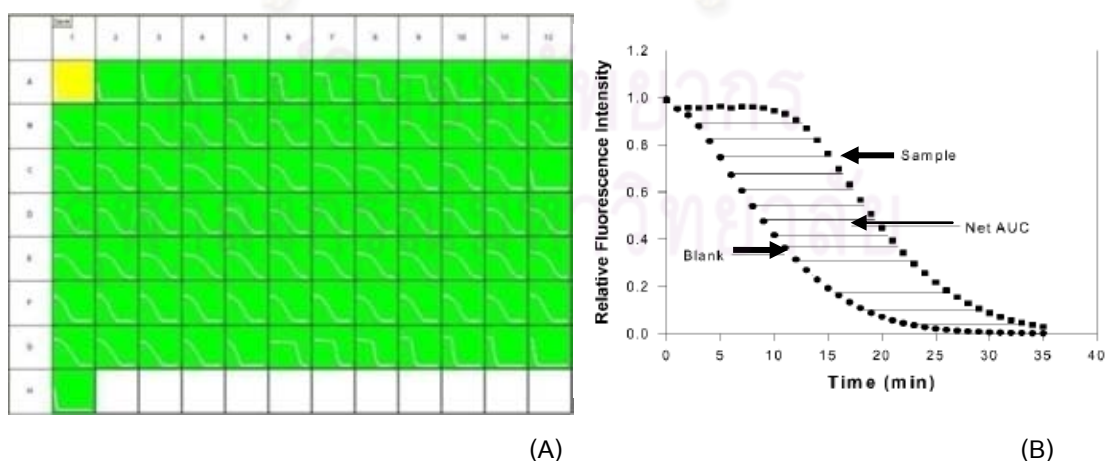 1 2 3 4 5 6 7 8 9 10 11 12
A
B
C
D
E
F
G
H
(A)
Relative Fluorescence Intensity
1.2
1.0
0.8
0.6
0.4
0.2
0.0
Sample
Net AUC
Blank
0 5 10 15 20 25 30 35 40
Time (min)
(B)